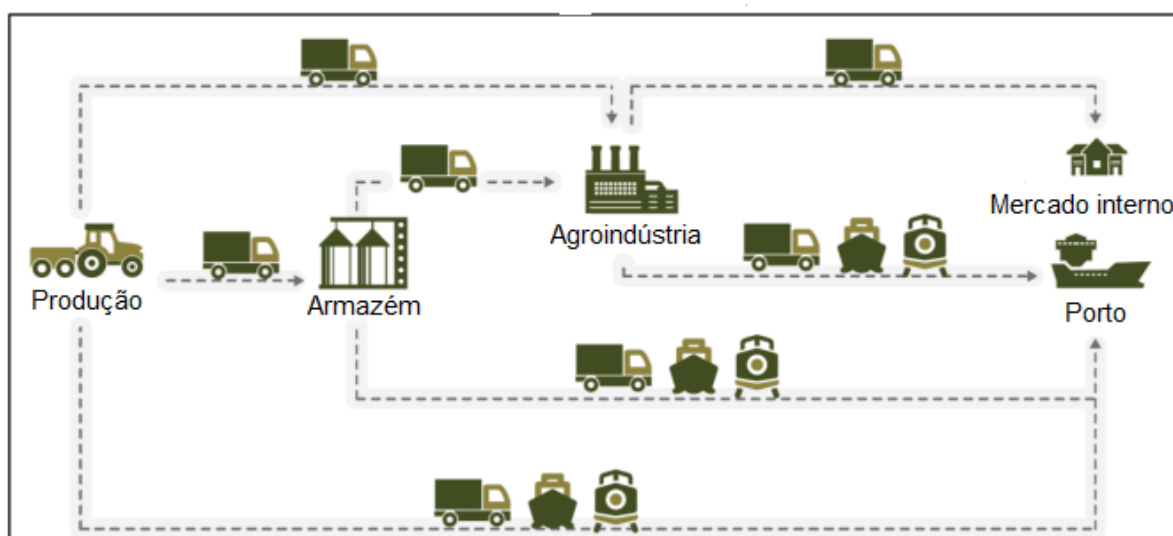 Mercado interno
Agroindústria
Produção
Armazém
Porto